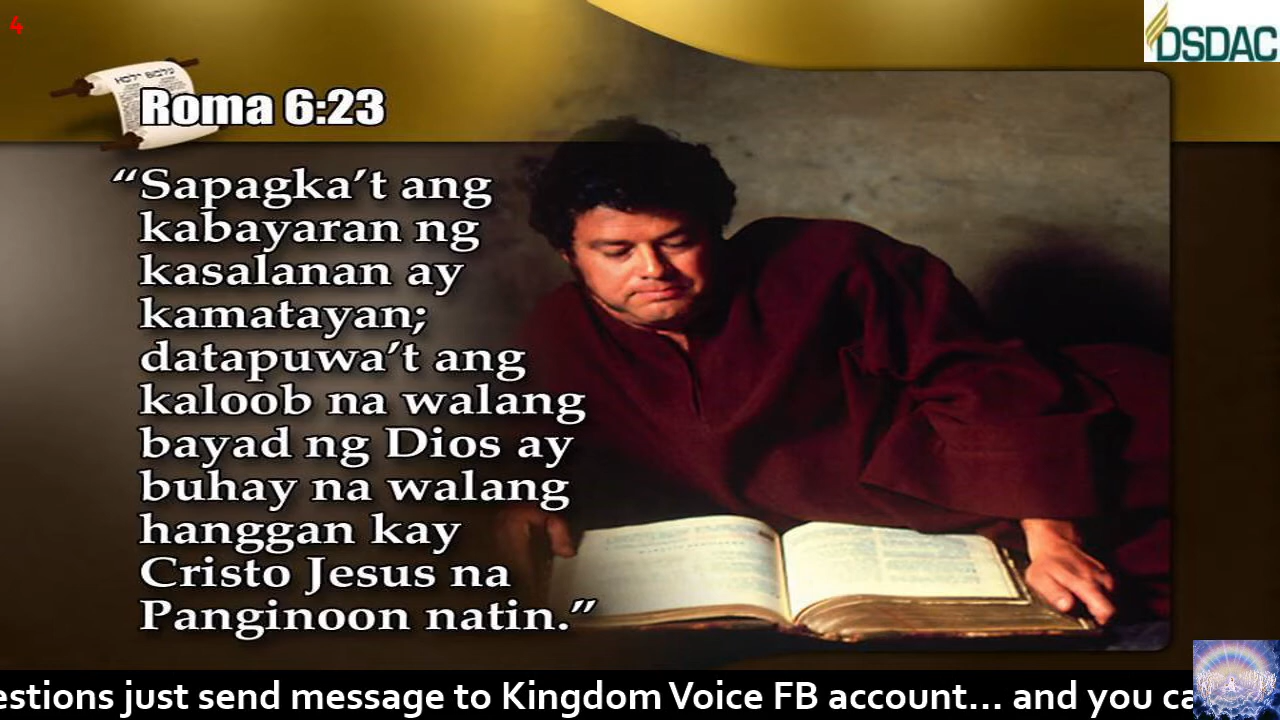 4
DSDAC
Roma 6:23
“Sapagka’t ang
kabayaran ng
kasalanan ay
kamatayan;
datapuwa’t ang
kaloob na walang
bayad ng Dios ay
buhay na walang
hanggan kay
Cristo Jesus na
Panginoon natin.”
estions just send message to Kingdom Voice FB account... and you ca